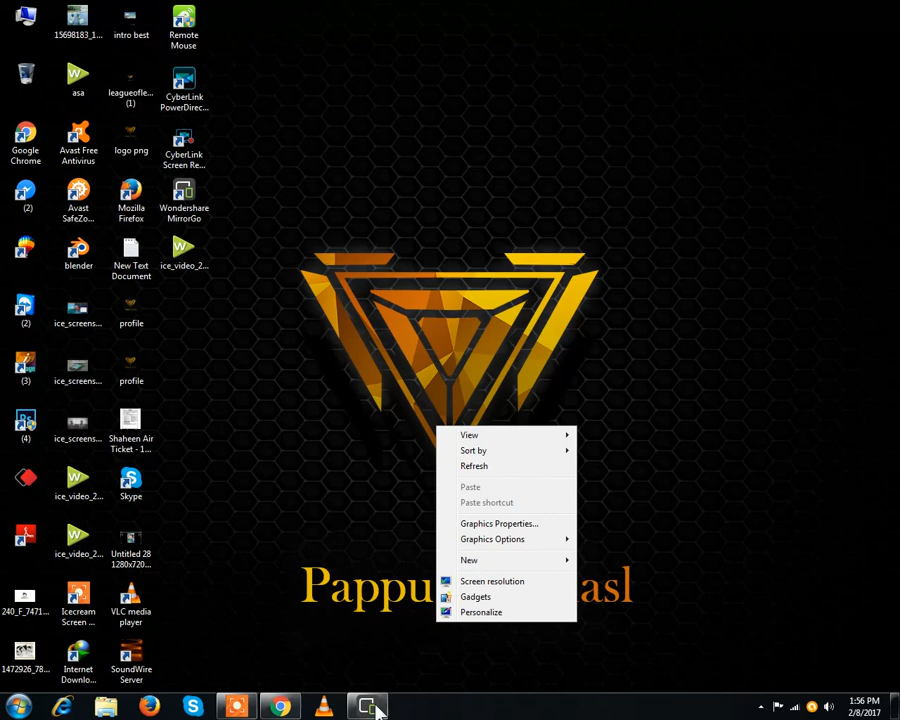 15698183_1...
intro best
Remote
Mouse
asa
leagueofle...
(1)
CyberLink
PowerDirec...
Google
Chrome
Avast Free
Antivirus
logo png
CyberLink
Screen Re...
(2)
Avast
SafeZo...
Mozilla
Firefox
Wondershare
MirrorGo
blender
New Text
Document
ice_video_2...
(2)
ice_screens...
profile
(3)
ice_screens...
profile
(4)
ice_screens...
Shaheen Air
Ticket - 1...
ice_video_2...
Skype
ice_video_2...
Untitled 28
1280x720...
240_F_7471...
Icecream
Screen ...
VLC media
player
1472926_78...
Internet
Downlo...
SoundWire
Server
View
Sort by
Refresh
Paste
Paste shortcut
Graphics Properties...
Graphics Options
New
Screen resolution
Gadgets
Personalize
Pappu asl
1:56 PM
2/8/2017